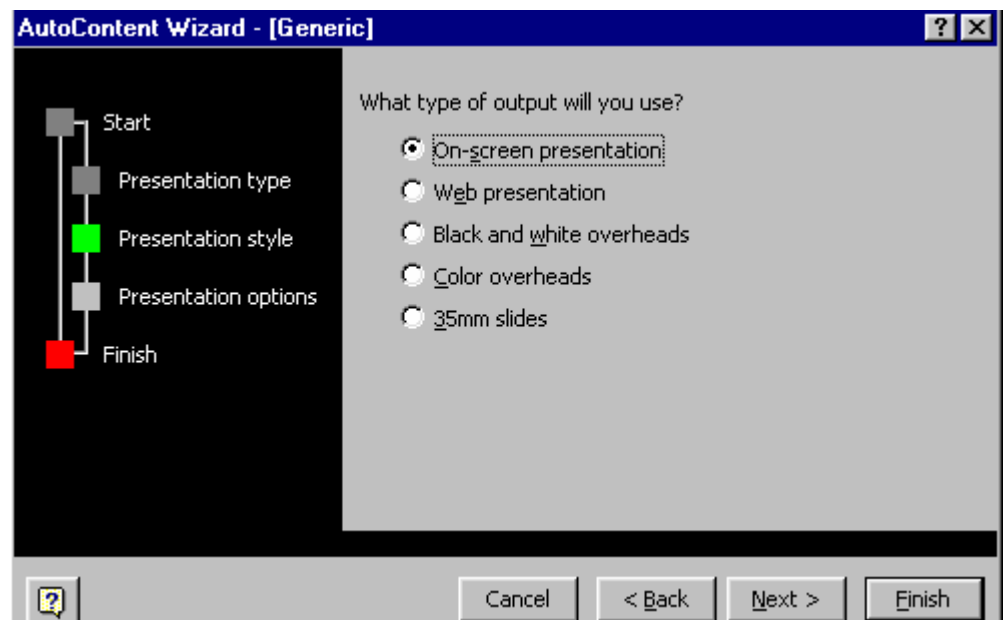 AutoContent Wizard - [Generic]
Start
Presentation type
Presentation style
Presentation options
Finish
What type of output will you use?
On-screen presentation
Web presentation
Black and white overheads
Color overheads
35mm slides
Cancel
< Back
Next >
Finish